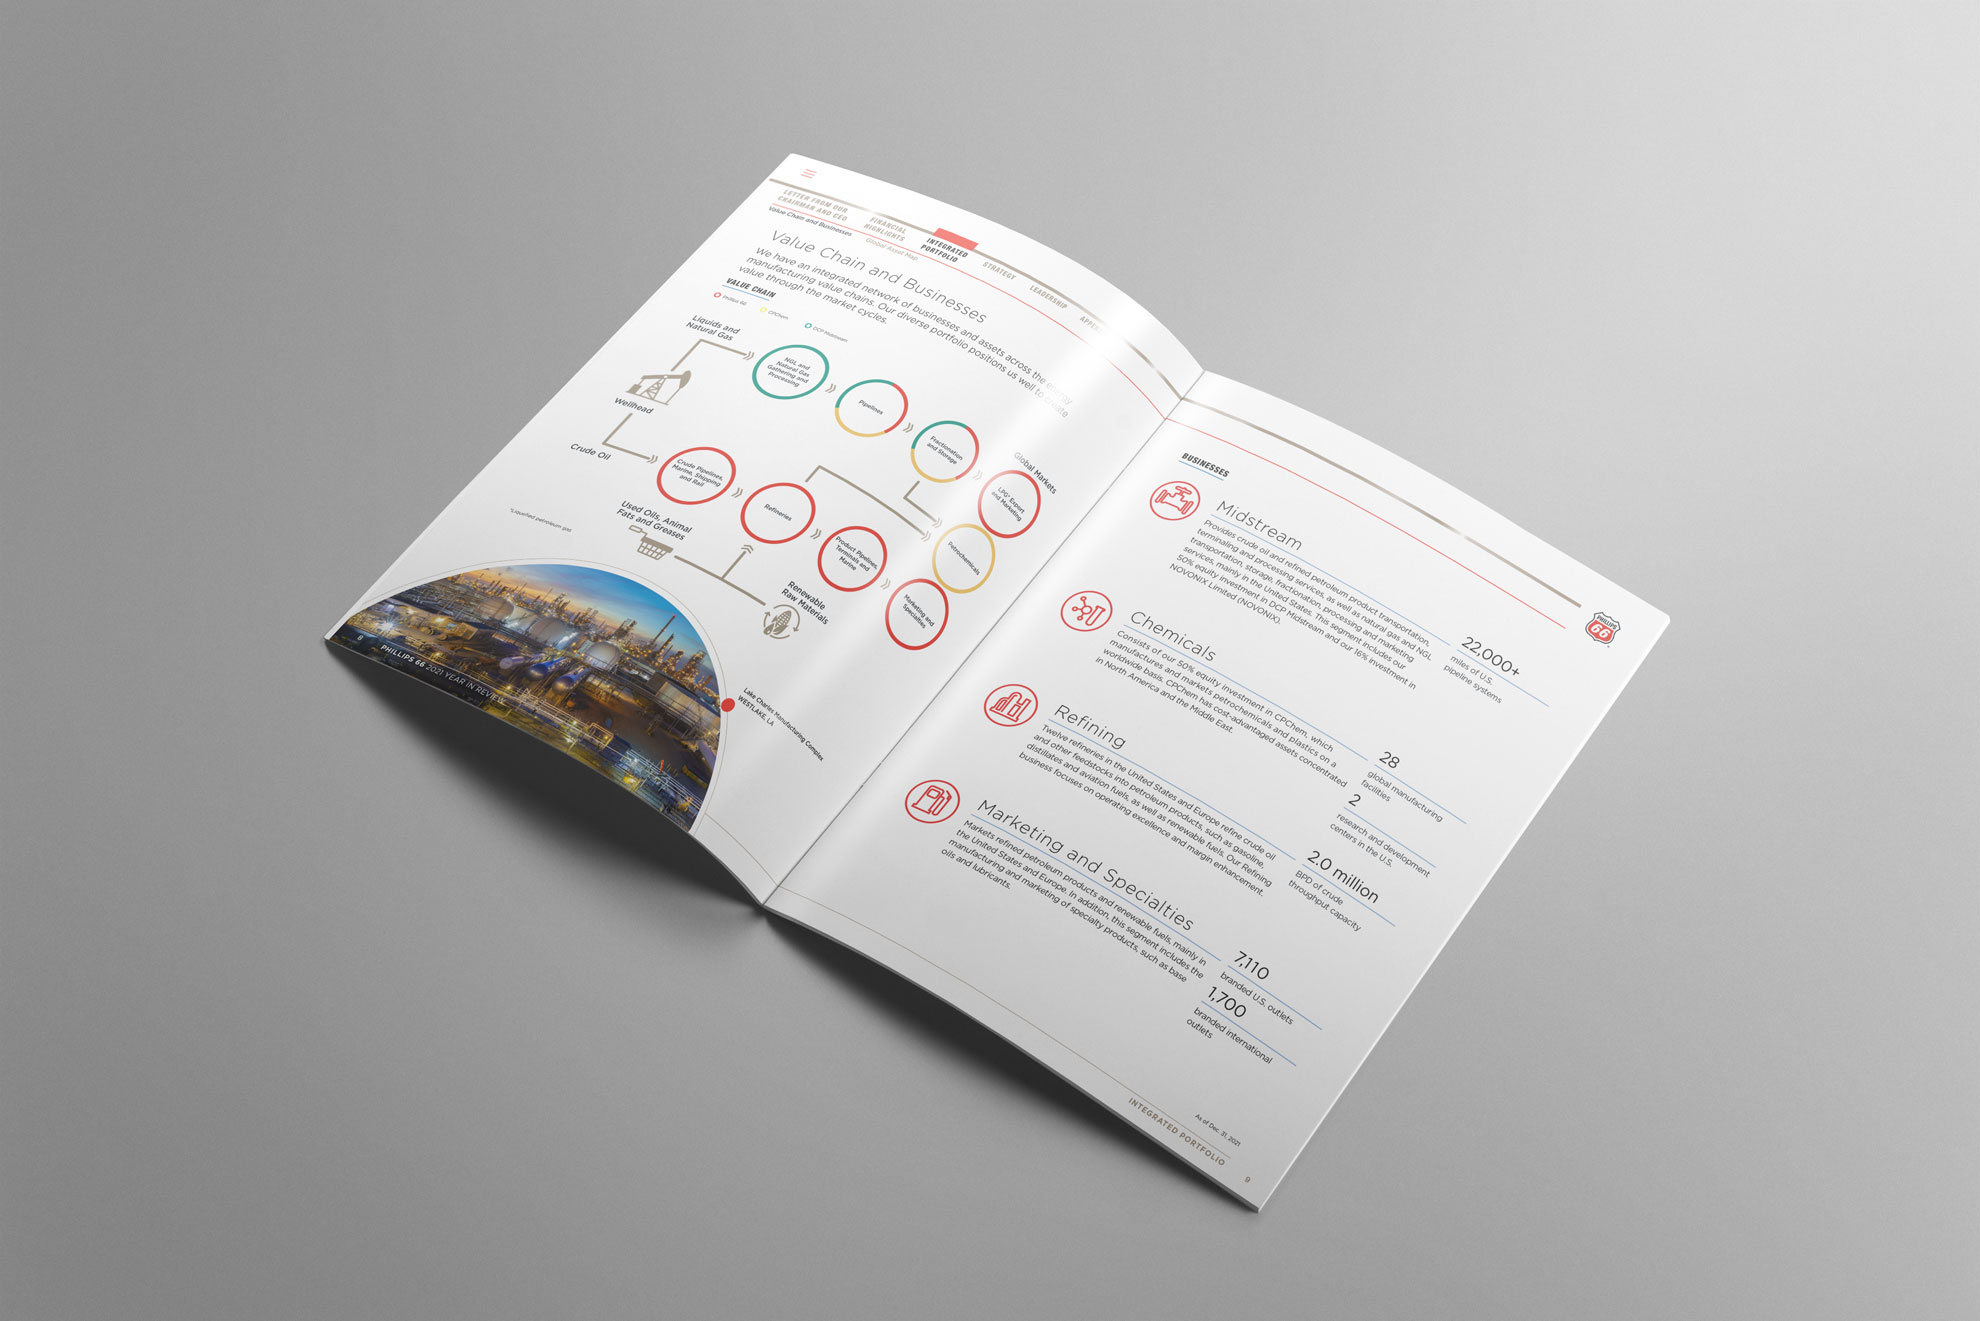 LETTER FROM OUR
CHAIRMAN AND CEO
FINANCIAL
HIGHLIGHTS
INTEGRATED
PORTFOLIO
STRATEGY
LEADERSHIP
Value Chain and Businesses
Global Asset Map
Value Chain and Businesses
We have an integrated network of businesses and assets across the energy
manufacturing value chains. Our diverse portfolio positions us well to create
value through the market cycles.
VALUE CHAIN
Phillips 66
CPChem
DCP Midstream
Liquids and
Natural Gas
NGL and
Natural Gas
Gathering and
Processing
Pipelines
Fractionation
and Storage
Global Markets
LPG* Export
and Marketing
Wellhead
Crude Oil
Crude Pipelines,
Marine, Shipping
and Rail
Refineries
Product Pipelines,
Terminals and
Marine
Petrochemicals
Marketing and
Specialties
Used Oils, Animal
Fats and Greases
Renewable
Raw Materials
*Liquefied petroleum gas
Lake Charles Manufacturing Complex
WESTLAKE, LA
8
PHILLIPS 66 2021 YEAR IN REVIEW
BUSINESSES
PHILLIPS
66
Midstream
Provides crude oil and refined petroleum product transportation,
terminaling and processing services, as well as natural gas and NGL
transportation, storage, fractionation, processing and marketing
services, mainly in the United States. This segment includes our
50% equity investment in DCP Midstream and our 16% investment in
NOVONIX Limited (NOVONIX).
22,000+
miles of U.S.
pipeline systems
Chemicals
Consists of our 50% equity investment in CPChem, which
manufactures and markets petrochemicals and plastics on a
worldwide basis. CPChem has cost-advantaged assets concentrated
in North America and the Middle East.
28
global manufacturing
facilities
2
research and development
centers in the U.S.
Refining
Twelve refineries in the United States and Europe refine crude oil
and other feedstocks into petroleum products, such as gasoline,
distillates and aviation fuels, as well as renewable fuels. Our Refining
business focuses on operating excellence and margin enhancement.
2.0 million
BPD of crude
throughput capacity
Marketing and Specialties
Markets refined petroleum products and renewable fuels, mainly in
the United States and Europe. In addition, this segment includes the
manufacturing and marketing of specialty products, such as base
oils and lubricants.
7,110
branded U.S. outlets
1,700
branded international
outlets
As of Dec. 31, 2021
INTEGRATED PORTFOLIO
9